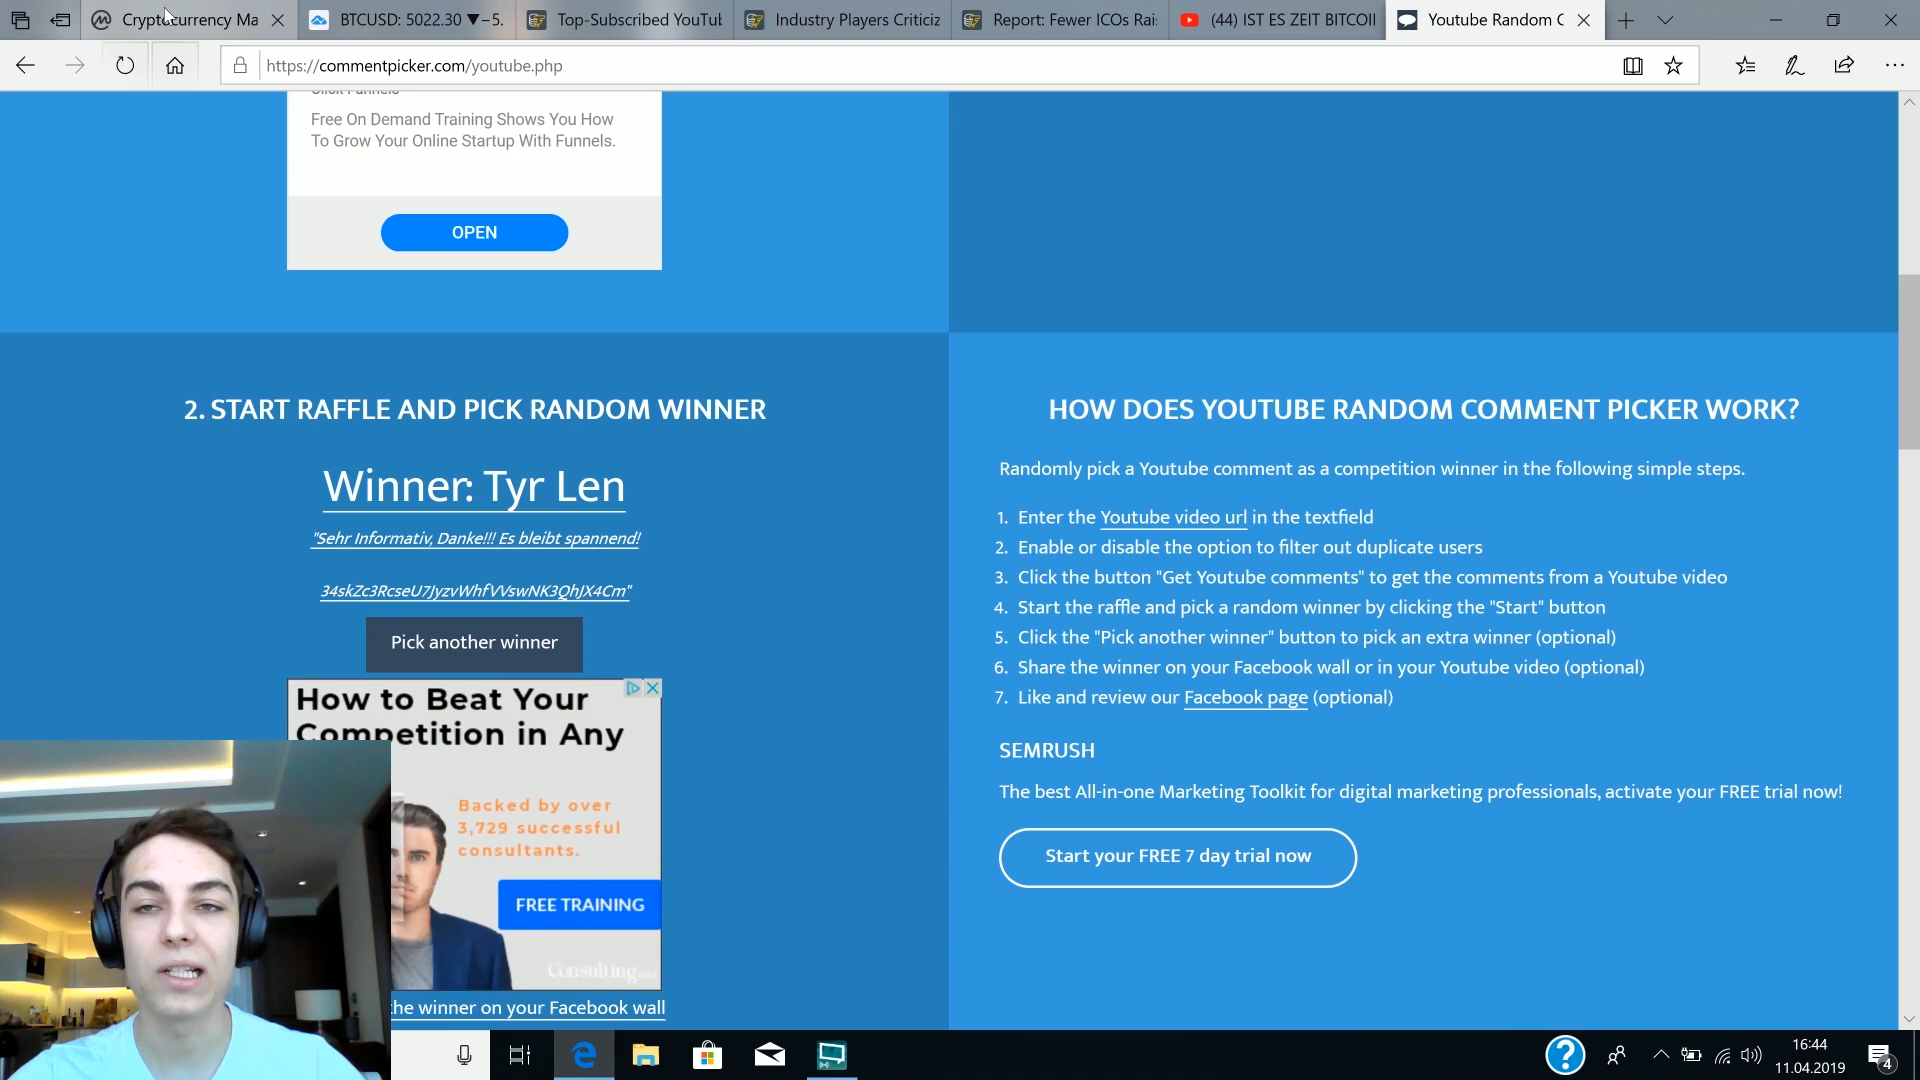 Cryptocurrency Ma
BTCUSD: 5022.30 ▼−5.
Top-Subscribed YouTub
Industry Players Criticiz
Report: Fewer ICOs Rai
(44) IST ES ZEIT BITCOI
Youtube Random C
https://commentpicker.com/youtube.php
Click Funnels
Free On Demand Training Shows You How
To Grow Your Online Startup With Funnels.
OPEN
2. START RAFFLE AND PICK RANDOM WINNER
Winner: Tyr Len
"Sehr Informativ, Danke!!! Es bleibt spannend!
34skZc3RcseU7JyzvWhfVVswNK3QhJX4Cm"
Pick another winner
How to Beat Your
Competition in Any
Backed by over
3,729 successful
consultants.
FREE TRAINING
the winner on your Facebook wall
HOW DOES YOUTUBE RANDOM COMMENT PICKER WORK?
Randomly pick a Youtube comment as a competition winner in the following simple steps.
1. Enter the Youtube video url in the textfield
2. Enable or disable the option to filter out duplicate users
3. Click the button "Get Youtube comments" to get the comments from a Youtube video
4. Start the raffle and pick a random winner by clicking the "Start" button
5. Click the "Pick another winner" button to pick an extra winner (optional)
6. Share the winner on your Facebook wall or in your Youtube video (optional)
7. Like and review our Facebook page (optional)
SEMRUSH
The best All-in-one Marketing Toolkit for digital marketing professionals, activate your FREE trial now!
Start your FREE 7 day trial now
16:44
11.04.2019
4